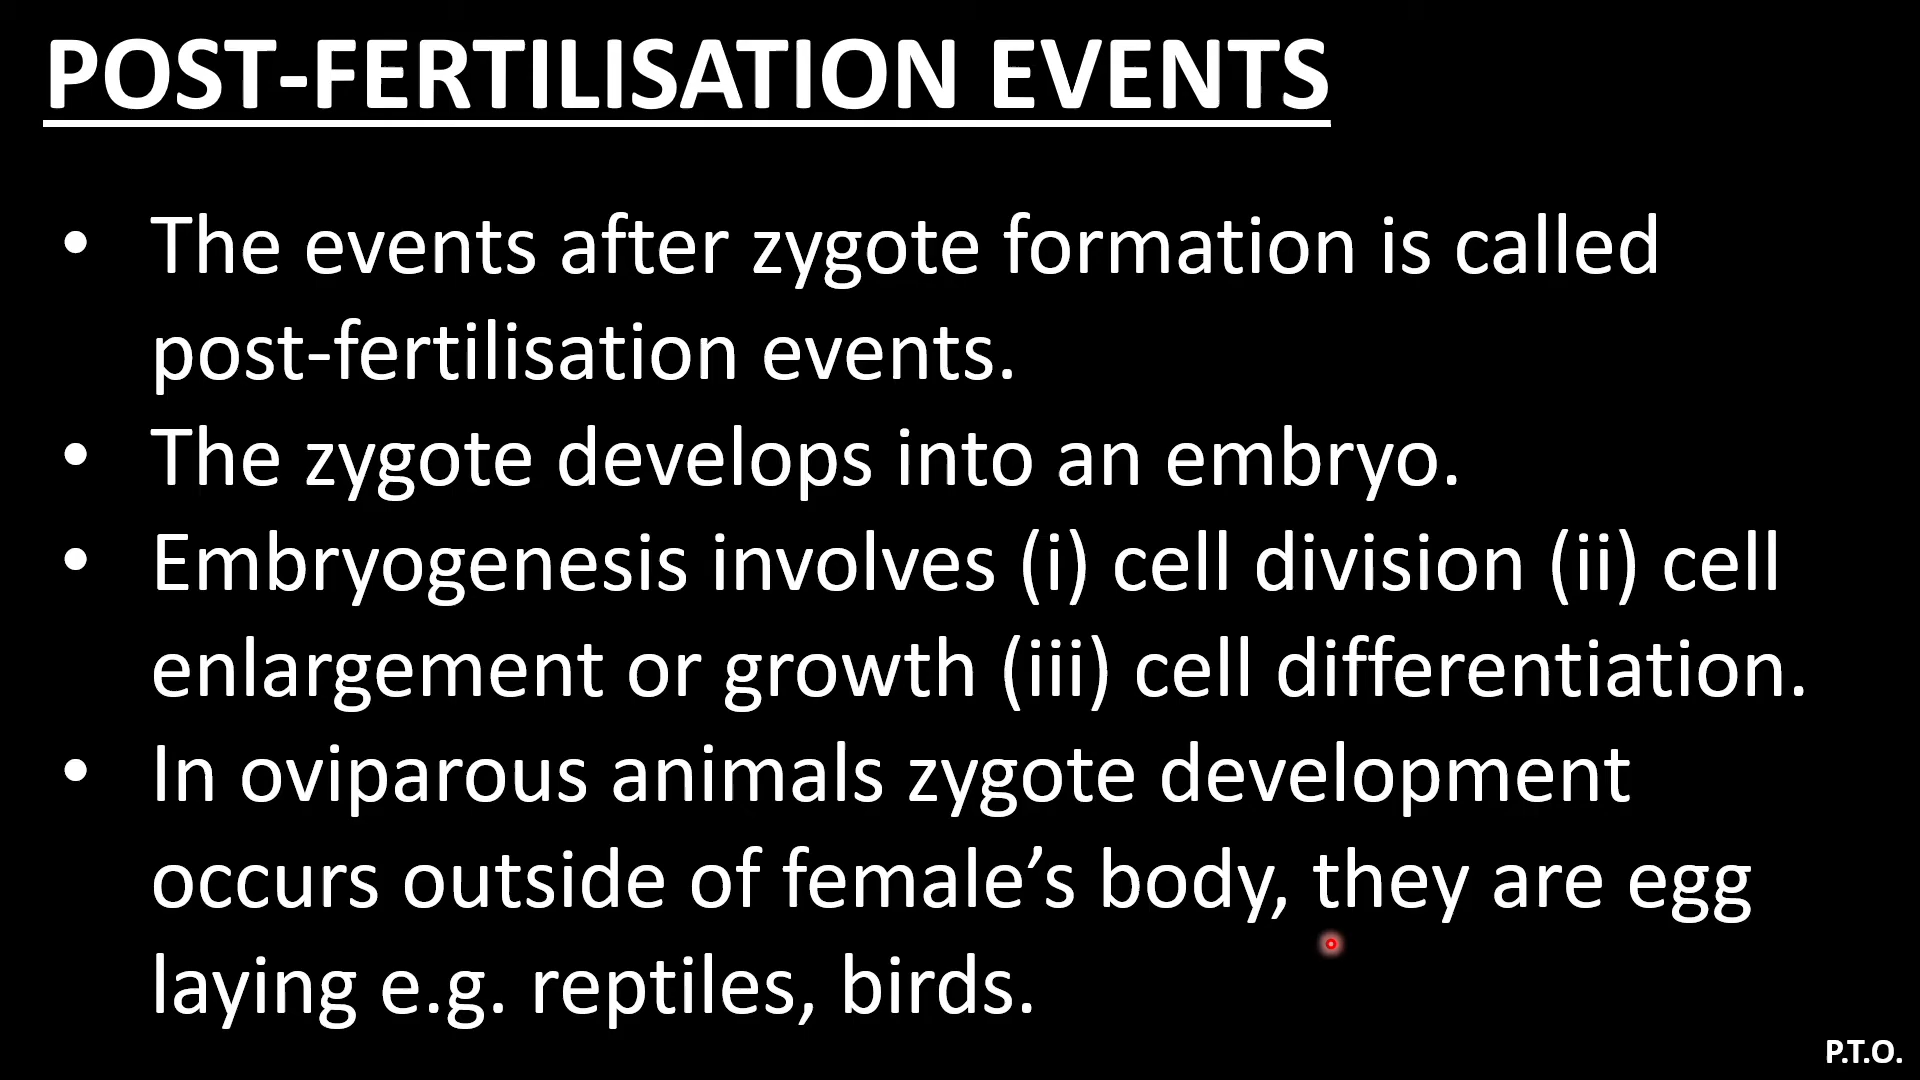 POST-FERTILISATION EVENTS
• The events after zygote formation is called
post-fertilisation events.
• The zygote develops into an embryo.
• Embryogenesis involves (i) cell division (ii) cell
enlargement or growth (iii) cell differentiation.
• In oviparous animals zygote development
occurs outside of female’s body, they are egg
laying e.g. reptiles, birds.
P.T.O.